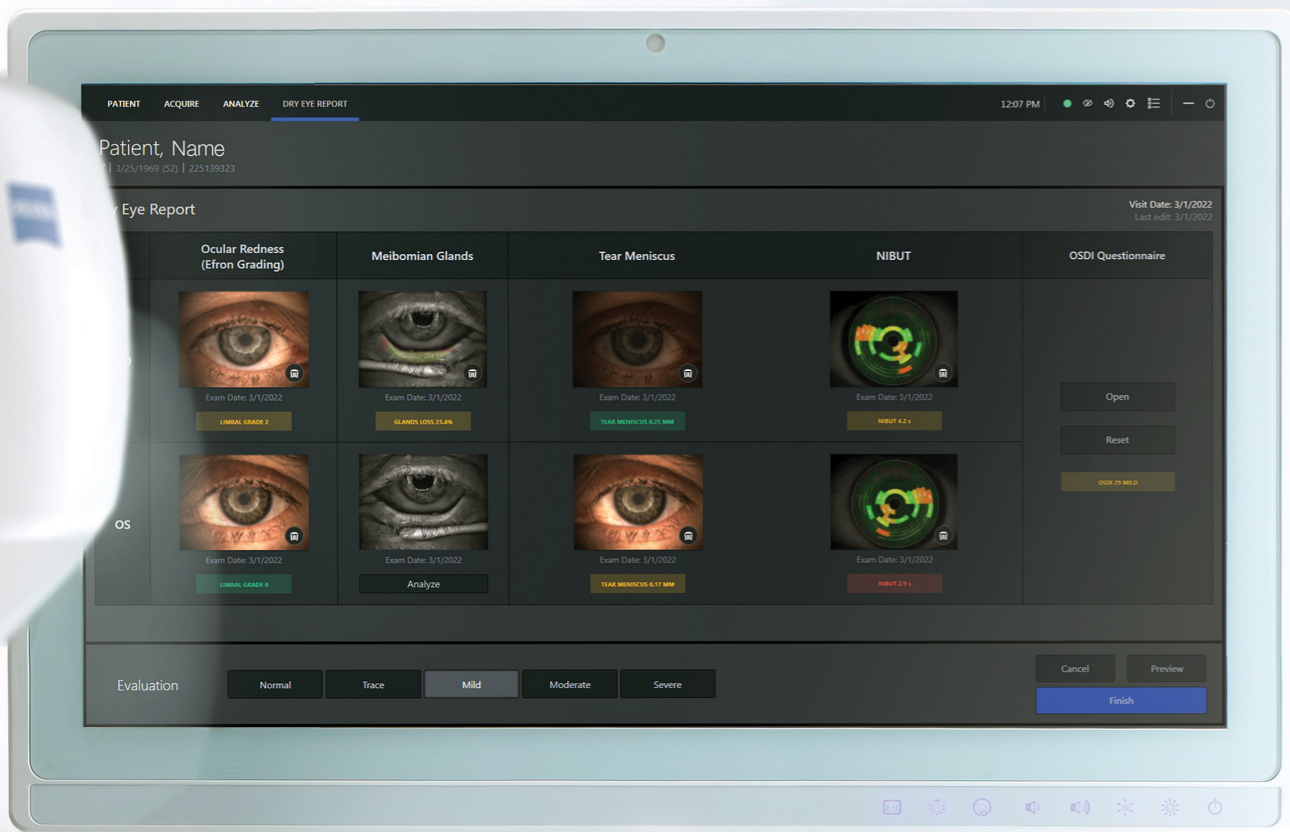 PATIENT ACQUIRE ANALYZE DRY EYE REPORT 12:07 PM
Patient, Name
3/25/1969 (52) | 225139323
Eye Report
Visit Date: 3/1/2022
Last edit: 3/1/2022
Ocular Redness
(Efron Grading)
Meibomian Glands
Tear Meniscus
NIBUT
OSDI Questionnaire
Exam Date: 3/1/2022
LIMBAL GRADE 2
Exam Date: 3/1/2022
GLANDS LOSS 23.4%
Exam Date: 3/1/2022
TEAR MENISCUS 0.25 MM
Exam Date: 3/1/2022
NIBUT 4.2 s
Open
Reset
OSDI 29 MILD
OS
Exam Date: 3/1/2022
LIMBAL GRADE 0
Exam Date: 3/1/2022
Analyze
Exam Date: 3/1/2022
TEAR MENISCUS 0.17 MM
Exam Date: 3/1/2022
NIBUT 2.9 s
Evaluation
Normal Trace Mild Moderate Severe
Cancel Preview
Finish